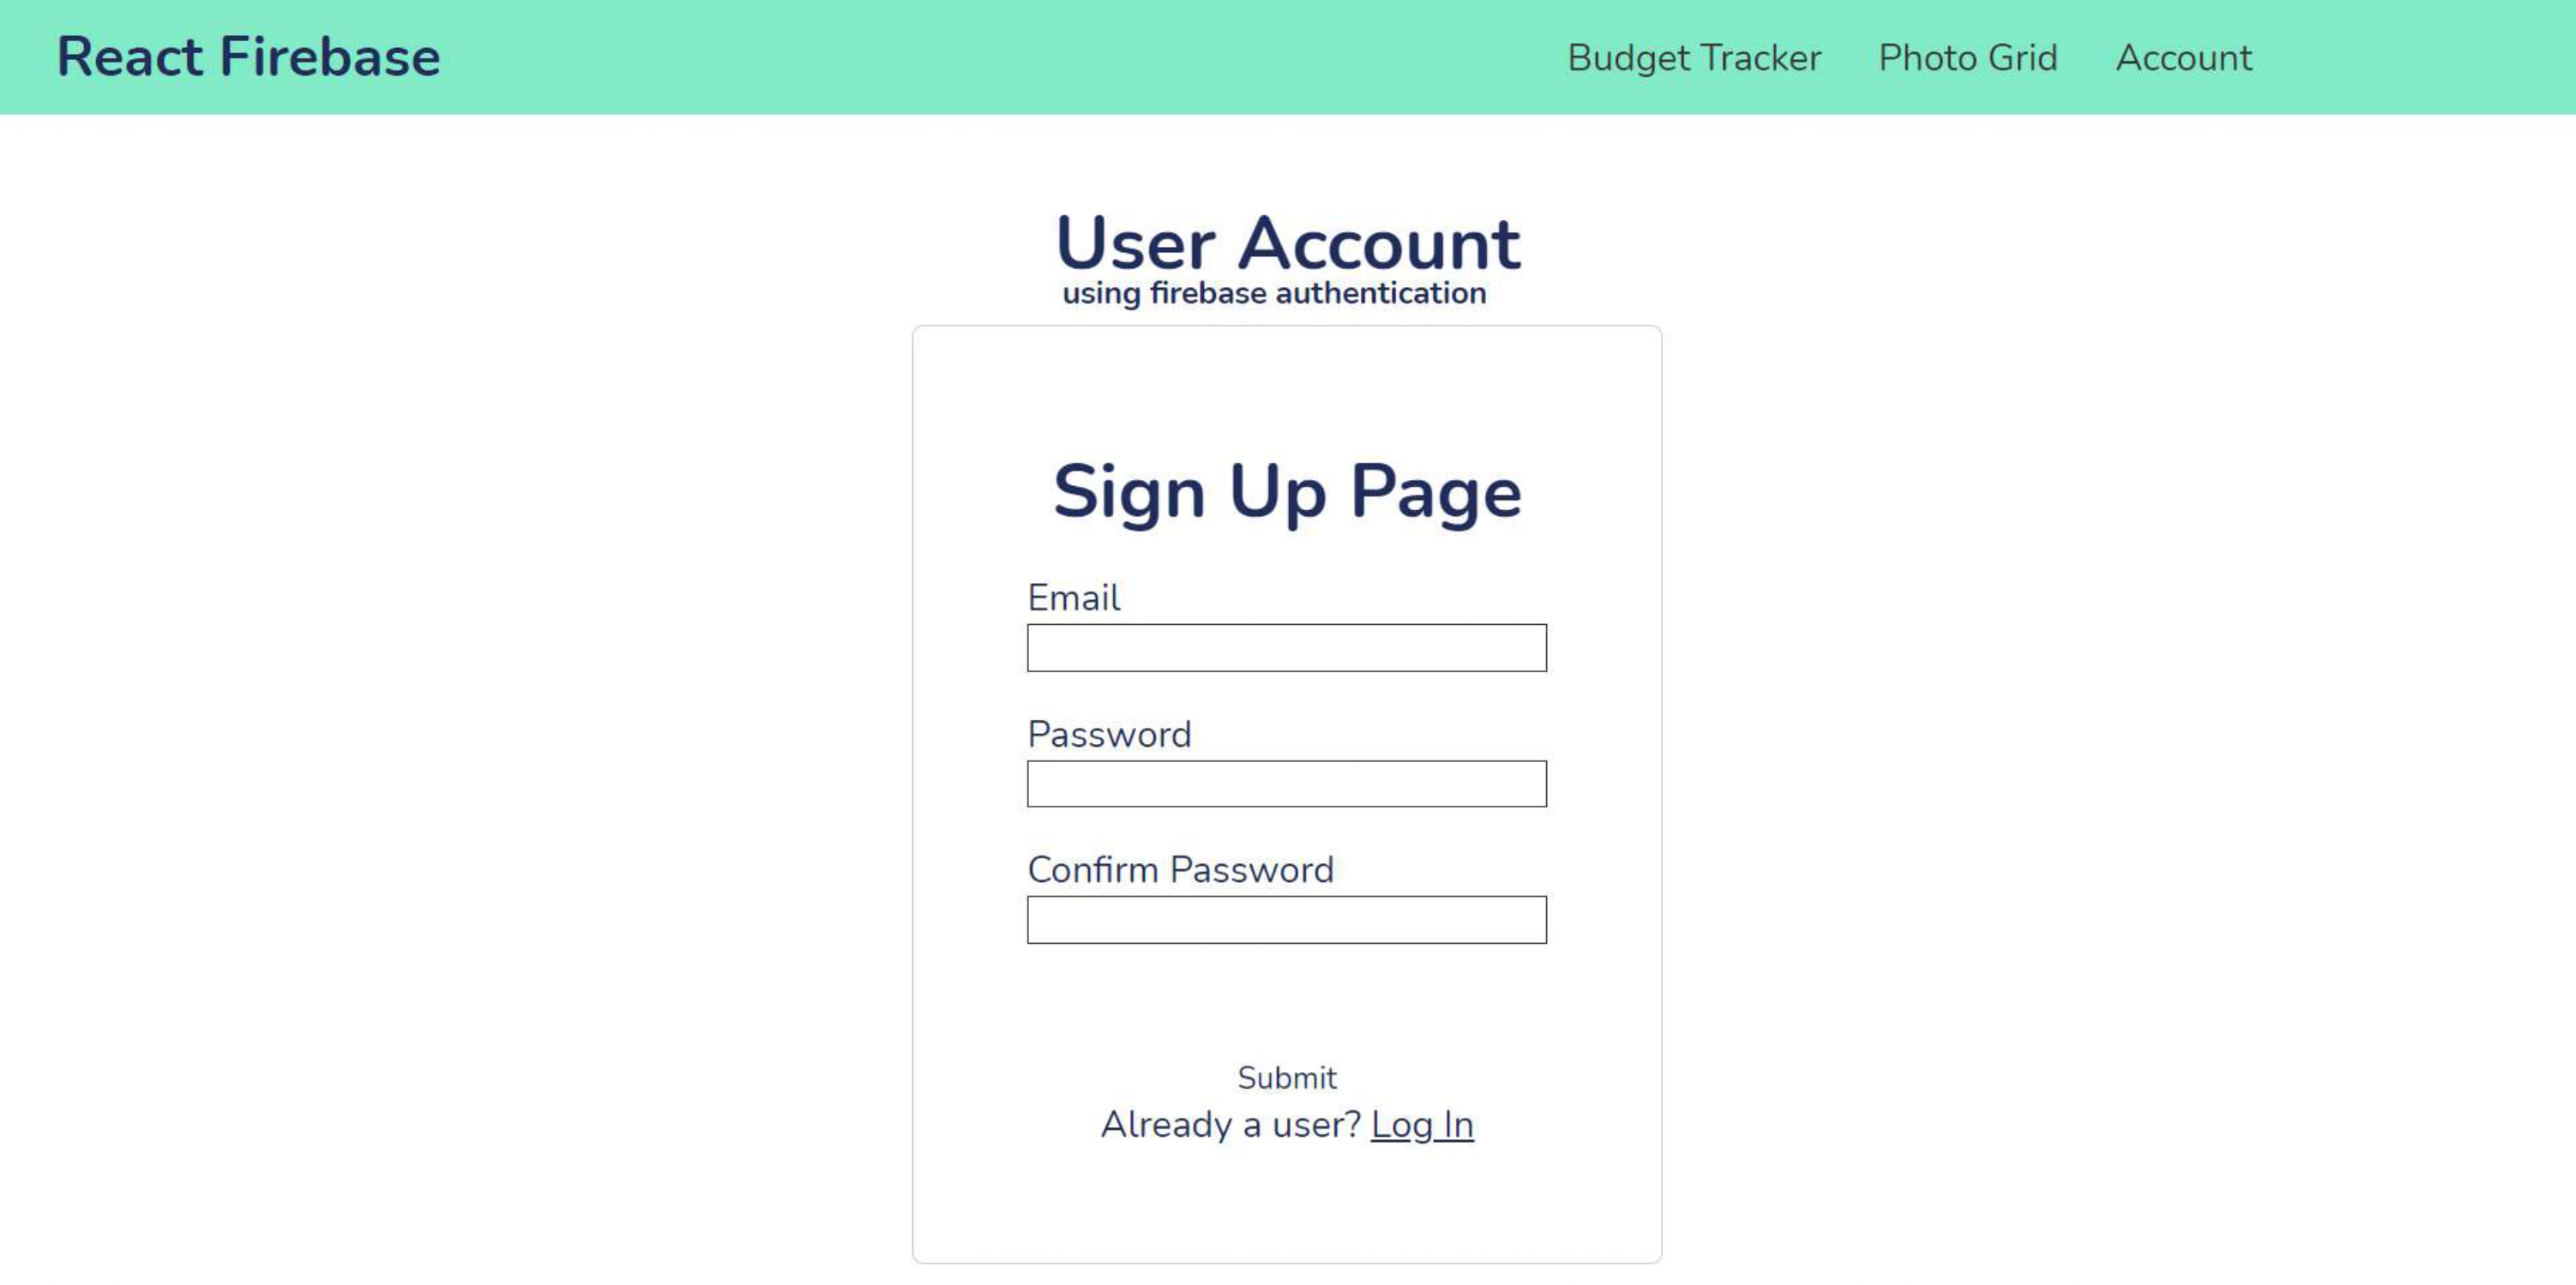 React Firebase
Budget Tracker Photo Grid Account
User Account
using firebase authentication
Sign Up Page
Email
Password
Confirm Password
Submit
Already a user? Log In